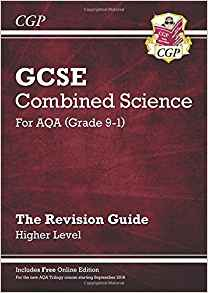 CGP
GCSE
Combined Science
For AQA (Grade 9-1)
CGP
The Revision Guide
Higher Level
Includes Free Online Edition
For the new AQA Trilogy course starting September 2016